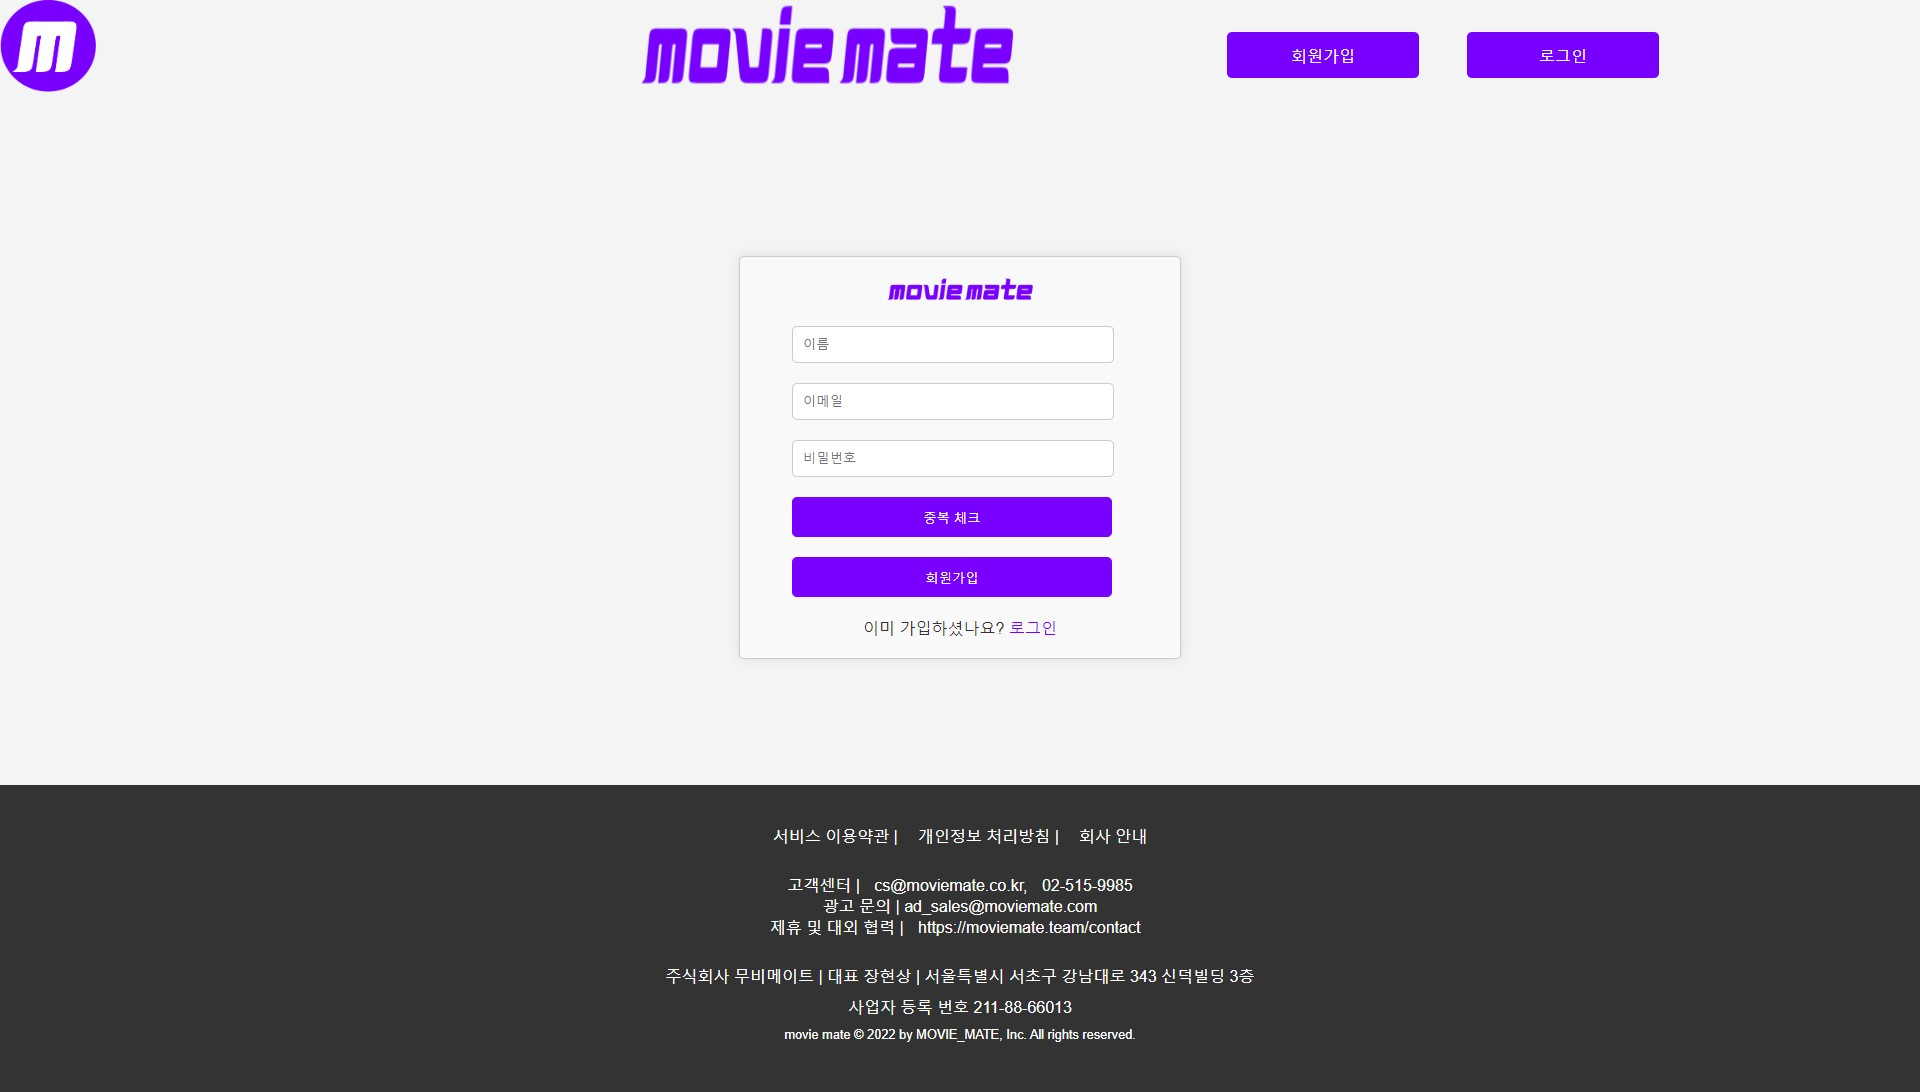 m
movie mate
회원가입
로그인
movie mate
이름
이메일
비밀번호
중복 체크
회원가입
이미 가입하셨나요? 로그인
서비스 이용약관 | 개인정보 처리방침 | 회사 안내
고객센터 | cs@moviemate.co.kr, 02-515-9985
광고 문의 | ad_sales@moviemate.com
제휴 및 대외 협력 | https://moviemate.team/contact
주식회사 무비메이트 | 대표 장현상 | 서울특별시 서초구 강남대로 343 신덕빌딩 3층
사업자 등록 번호 211-88-66013
movie mate © 2022 by MOVIE_MATE, Inc. All rights reserved.